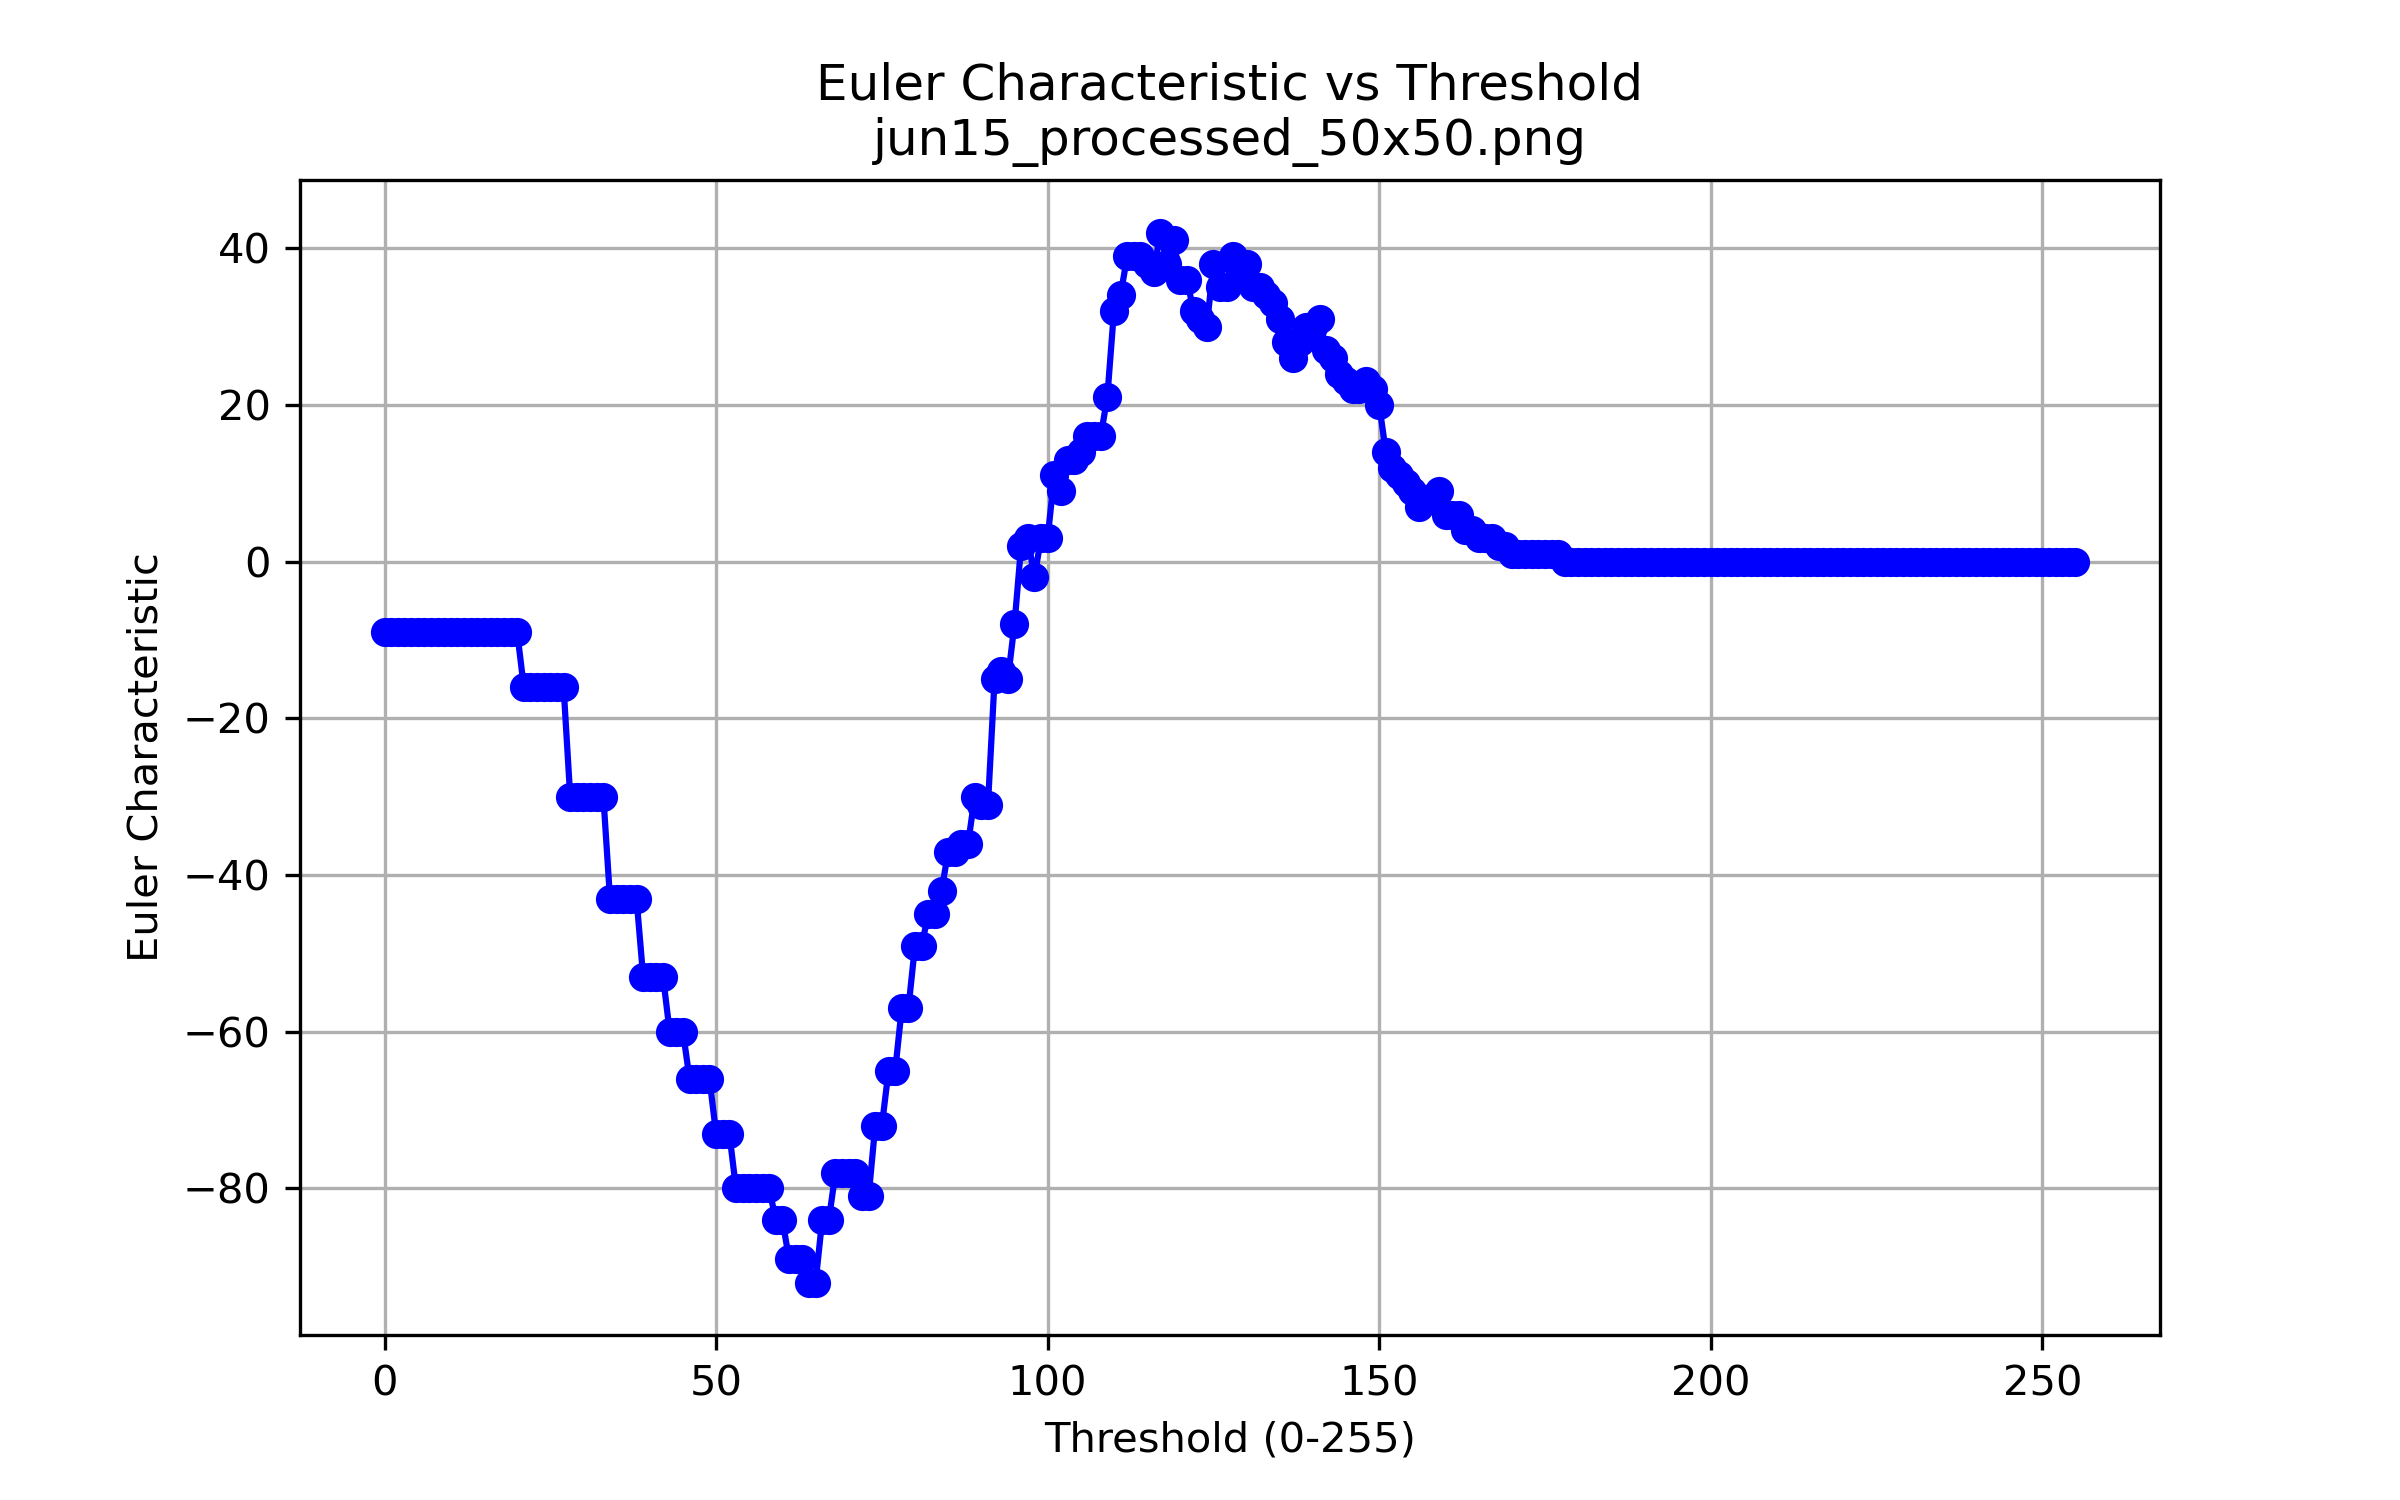 Euler Characteristic vs Threshold
jun15_processed_50x50.png
Euler Characteristic
40
20
0
−20
−40
−60
−80
0 50 100 150 200 250
Threshold (0-255)